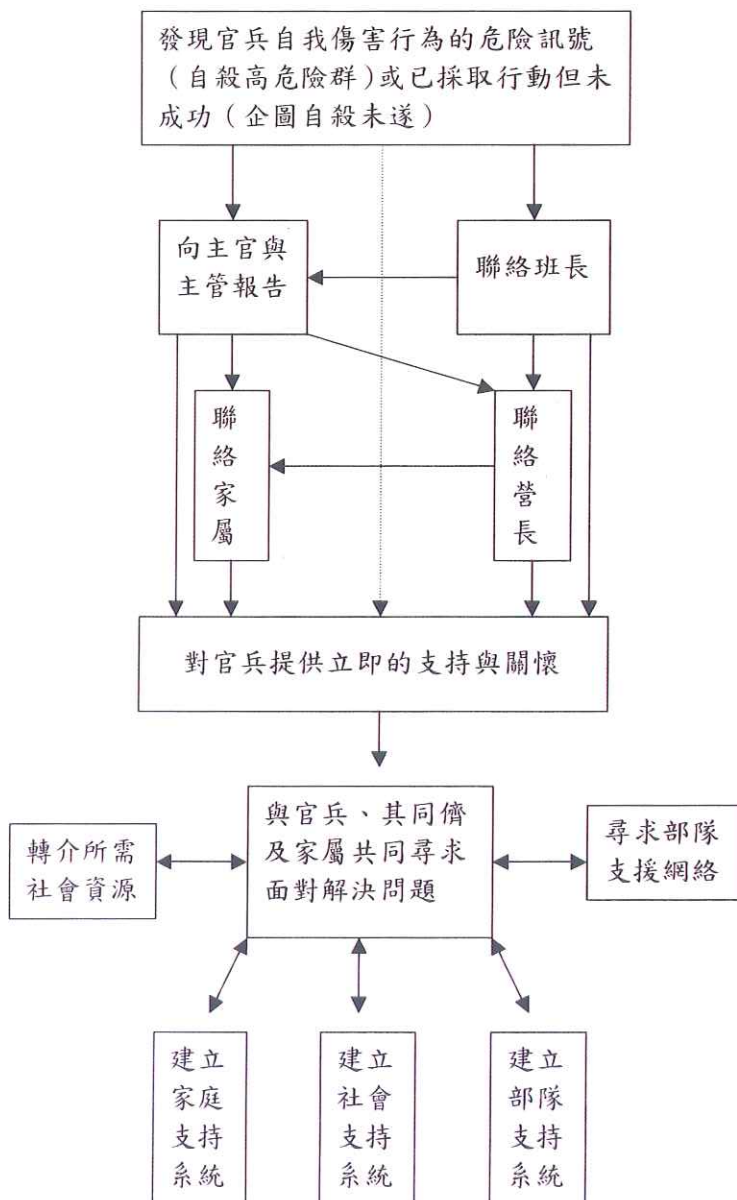 發現官兵自我傷害行為的危險訊號
（自殺高危險群)或已採取行動但未
成功（企圖自殺未遂）
向主官與
主管報告
聯絡班長
聯
絡
家
屬
聯
絡
營
長
對官兵提供立即的支持與關懷
轉介所需
社會資源
與官兵、其同儕
及家屬共同尋求
面對解決問題
尋求部隊
支援網絡
建立
家庭
支持
系統
建立
社會
支持
系統
建立
部隊
支持
系統